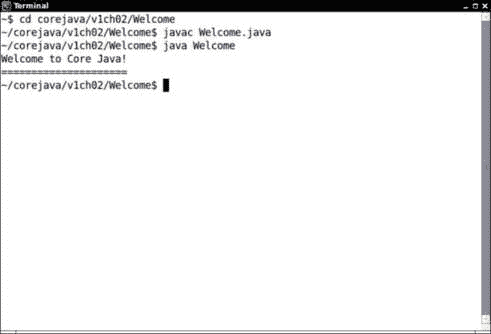 Terminal
~$ cd corejava/v1ch02/Welcome
~/corejava/v1ch02/Welcome$ javac Welcome.java
~/corejava/v1ch02/Welcome$ java Welcome
Welcome to Core Java!
=====================
~/corejava/v1ch02/Welcome$